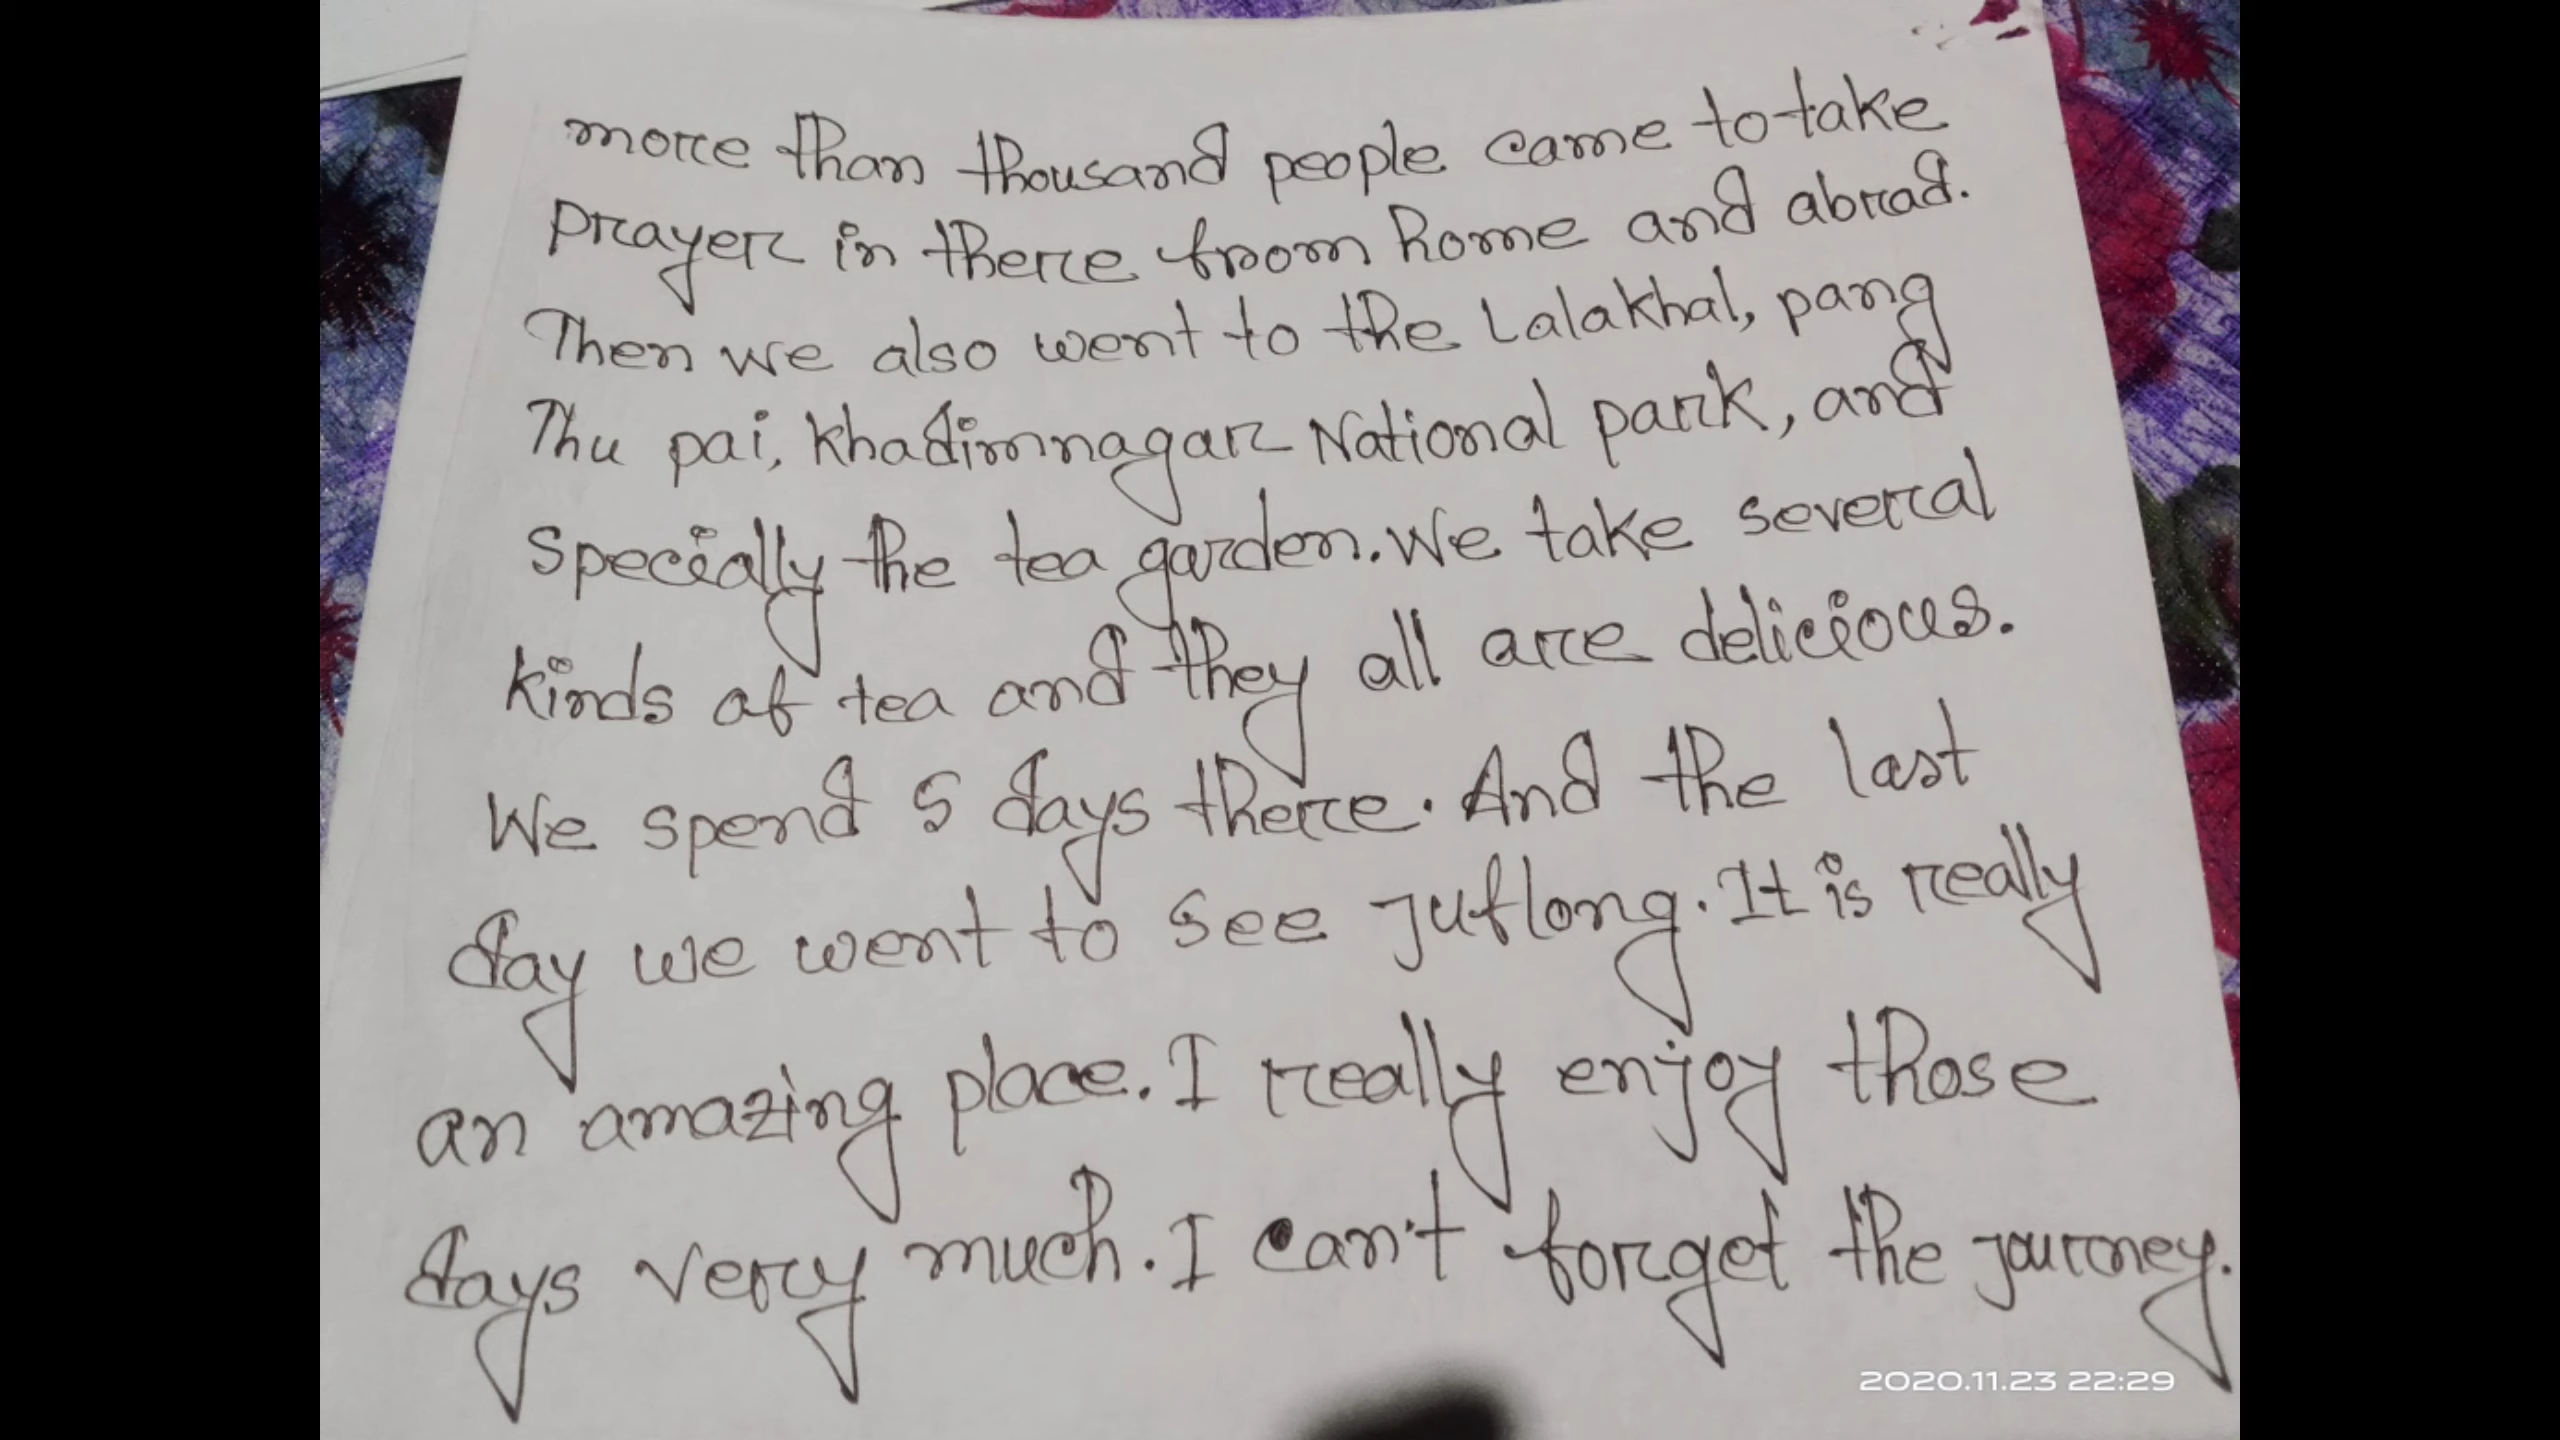 more than thousand people came to take
prayer in there from home and abrad.
Then we also went to the Lalakhal, pang
Thu pai, Khadimnagar National park, and
Specially the tea garden. We take several
kinds of tea and they all are delicious.
We spend 5 days there. And the last
day we went to see juflong. It is really
an amazing place. I really enjoy those
days very much. I can't forget the journey.
2020.11.23 22:29